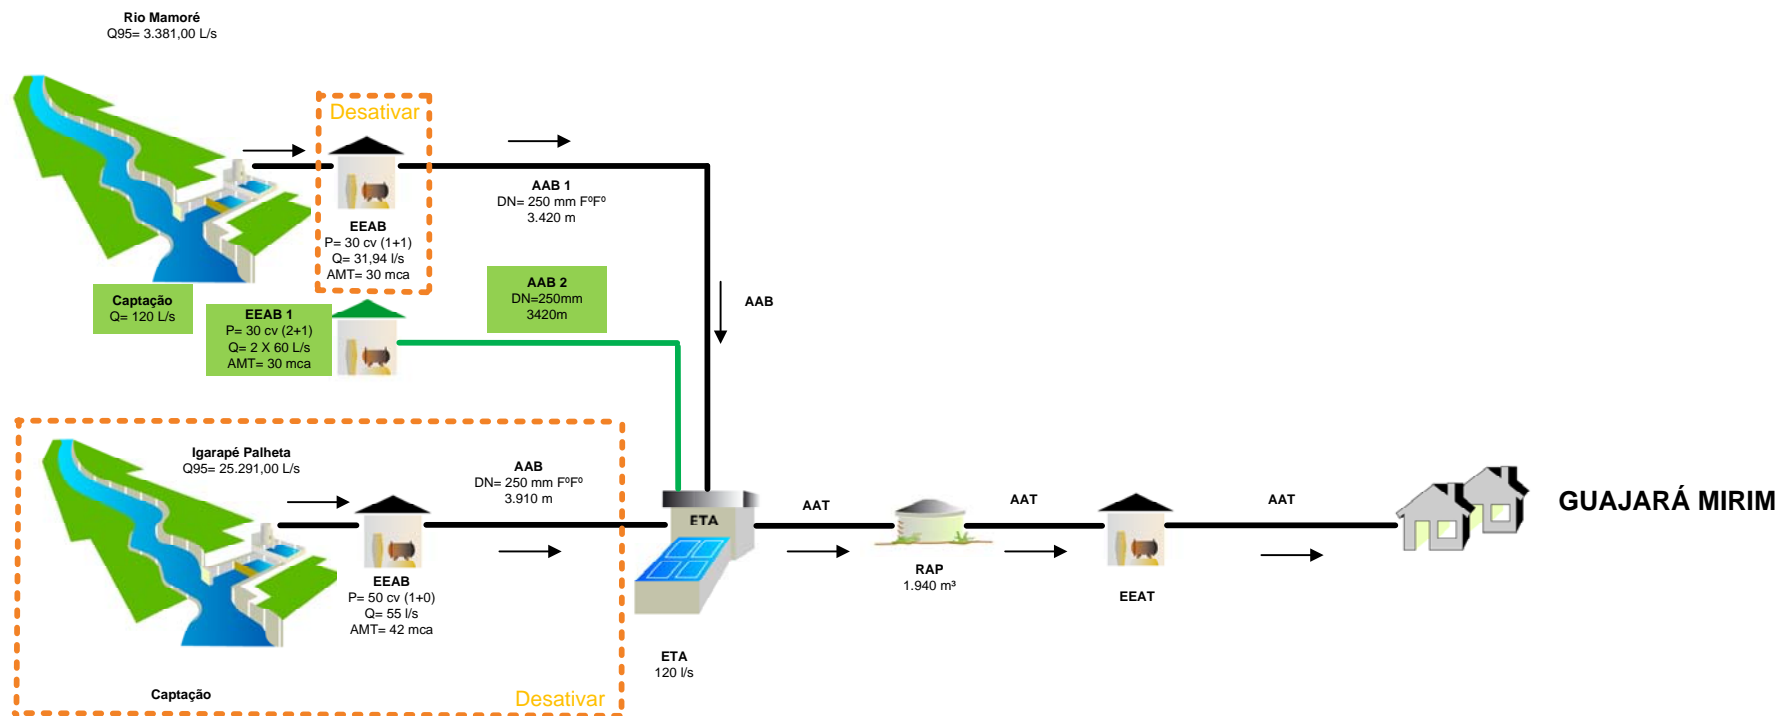 Rio Mamoré
Q95= 3.381,00 L/s
Desativar
EEAB
P= 30 cv (1+1)
Q= 31,94 l/s
AMT= 30 mca
AAB 1
DN= 250 mm FºFº
3.420 m
Captação
Q= 120 L/s
EEAB 1
P= 30 cv (2+1)
Q= 2 X 60 L/s
AMT= 30 mca
AAB 2
DN=250mm
3420m
AAB
Igarapé Palheta
Q95= 25.291,00 L/s
EEAB
P= 50 cv (1+0)
Q= 55 l/s
AMT= 42 mca
AAB
DN= 250 mm FºFº
3.910 m
Captação
Desativar
ETA
ETA
120 l/s
AAT
RAP
1.940 m³
AAT
EEAT
AAT
GUAJARÁ MIRIM